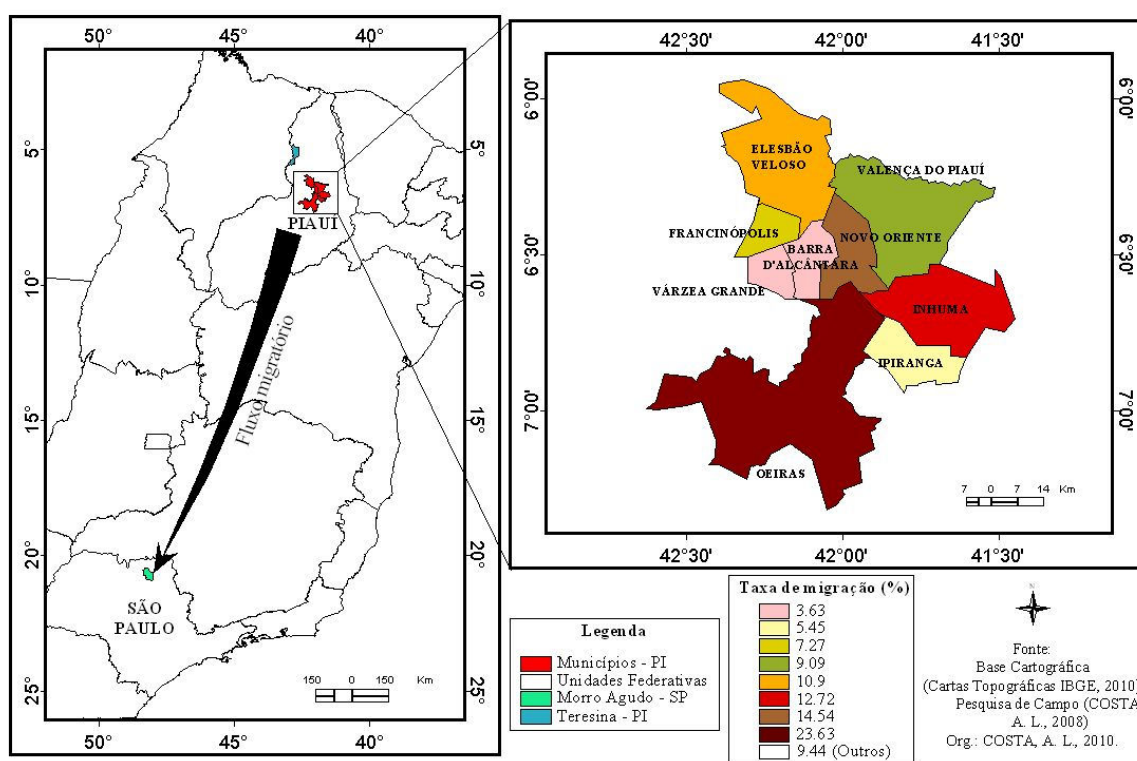 50°
45°
40°
5°
5°
PIAUI
10°
10°
Fluxo migratório
15°
15°
20°
20°
SÃO
PAULO
25°
25°
150 0 150 Km
50°
45°
40°
42°30'
42°00'
41°30'
6°00'
6°00'
ELESBÃO
VELOSO
VALENÇA DO PIAUÍ
FRANCINÓPOLIS
NOVO ORIENTE
BARRA
D'ALCÂNTARA
6°30'
6°30'
VÁRZEA GRANDE
INHUMA
IPIRANGA
7°00'
7°00'
OEIRAS
7 0 7 14 Km
42°30'
42°00'
41°30'
Legenda
Municípios - PI
Unidades Federativas
Morro Agudo - SP
Teresina - PI
Taxa de migração (%)
3.63
5.45
7.27
9.09
10.9
12.72
14.54
23.63
9.44 (Outros)
Fonte:
Base Cartográfica
(Cartas Topográficas IBGE, 2010)
Pesquisa de Campo (COSTA
A. L., 2008)
Org.: COSTA, A. L., 2010.